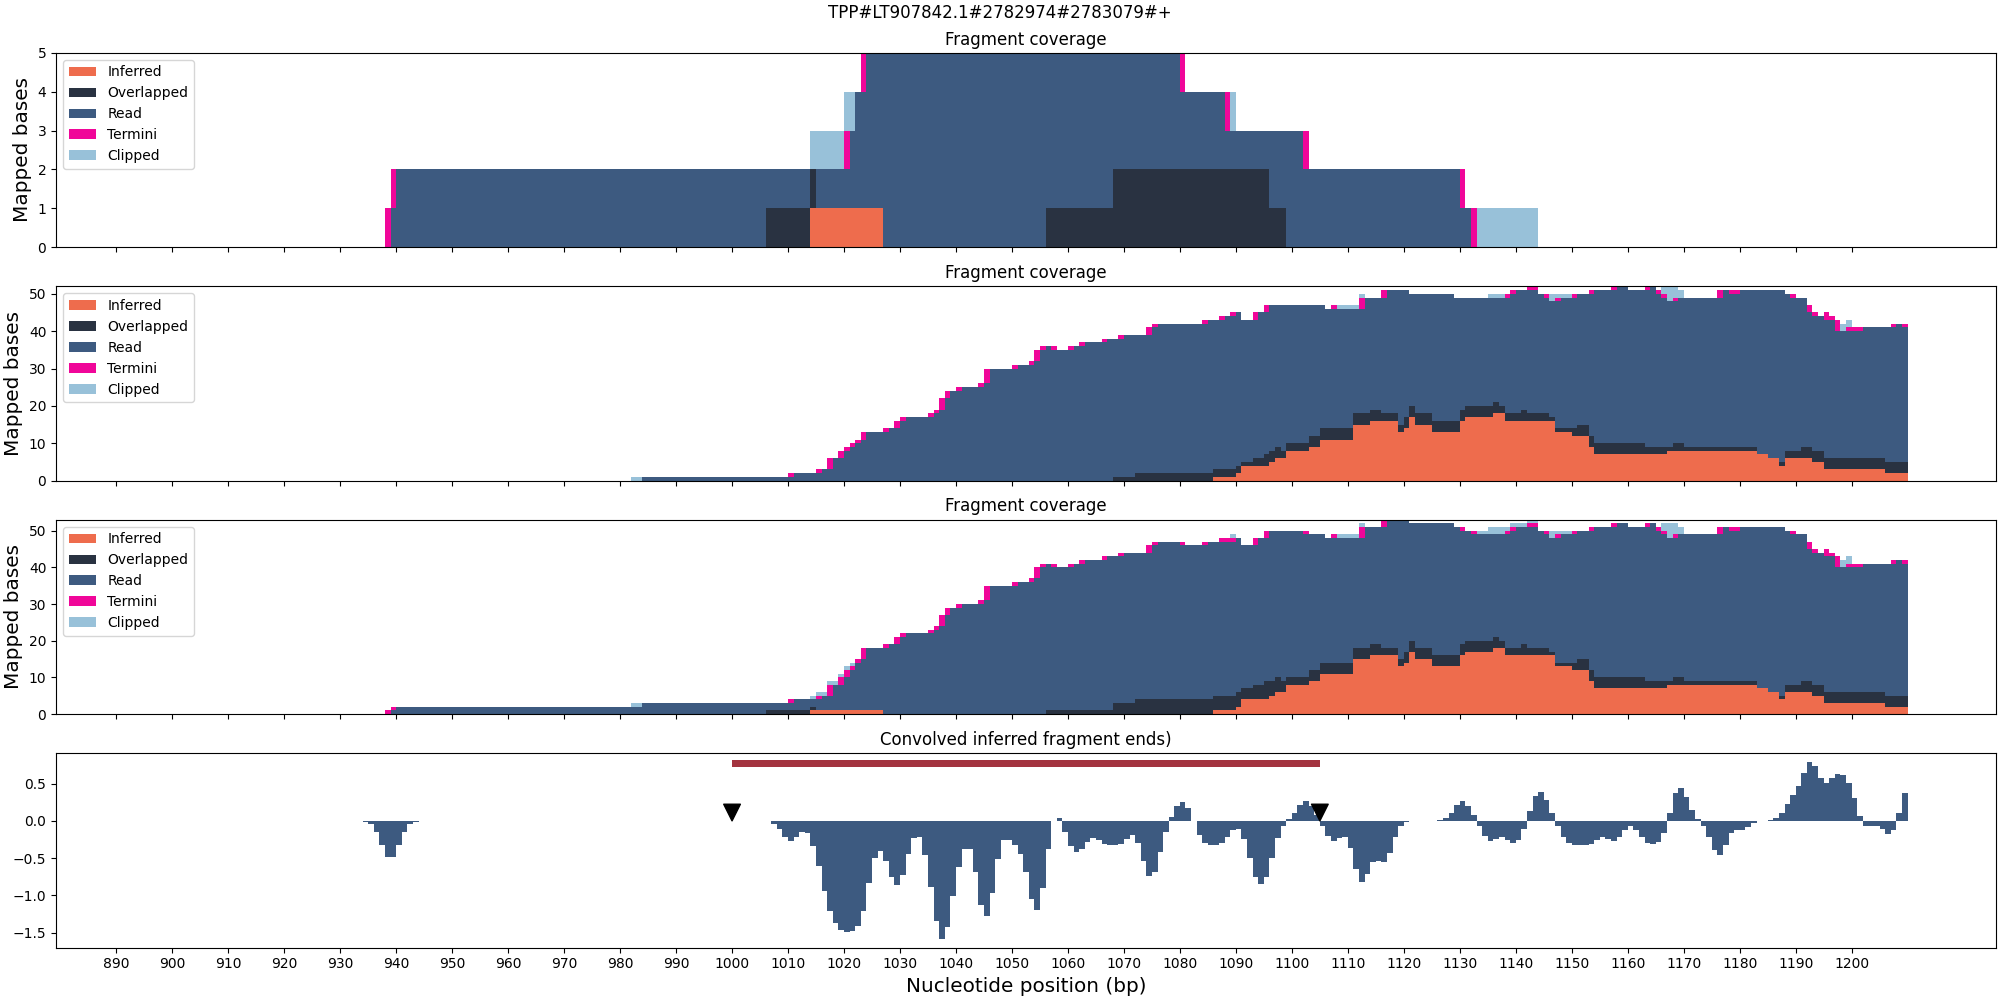 TPP#LT907842.1#2782974#2783079#+
Fragment coverage
Mapped bases
5
4
3
2
1
0
Inferred
Overlapped
Read
Termini
Clipped
Fragment coverage
Mapped bases
50
40
30
20
10
0
Inferred
Overlapped
Read
Termini
Clipped
Fragment coverage
Mapped bases
50
40
30
20
10
0
Inferred
Overlapped
Read
Termini
Clipped
Convolved inferred fragment ends)
0.5
0.0
−0.5
−1.0
−1.5
890 900 910 920 930 940 950 960 970 980 990 1000 1010 1020 1030 1040 1050 1060 1070 1080 1090 1100 1110 1120 1130 1140 1150 1160 1170 1180 1190 1200
Nucleotide position (bp)